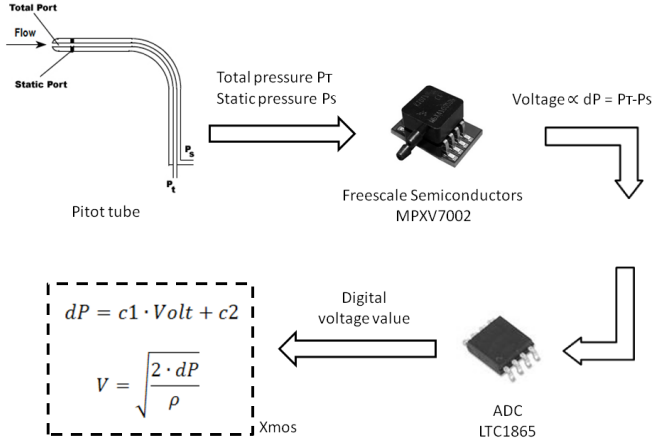 Total Port
Flow
Static Port
Ps
Pt
Pitot tube
Total pressure PT
Static pressure Ps
Freescale Semiconductors
MPXV7002
Voltage ∝ dP = PT-Ps
ADC
LTC1865
Digital
voltage value
dP = c1 · Volt + c2
V = √(2 · dP / ρ)
Xmos